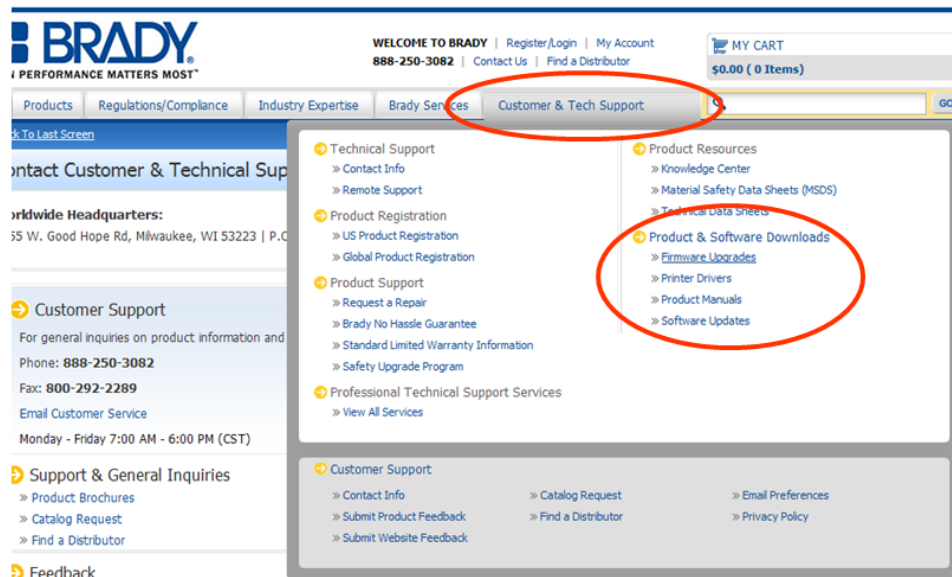 BRADY.
N PERFORMANCE MATTERS MOST™
WELCOME TO BRADY | Register/Login | My Account
888-250-3082 | Contact Us | Find a Distributor
MY CART
$0.00 ( 0 Items)
Products Regulations/Compliance Industry Expertise Brady Services Customer & Tech Support GO
ck To Last Screen
ontact Customer & Technical Sup
orldwide Headquarters:
55 W. Good Hope Rd, Milwaukee, WI 53223 | P.O
Customer Support
For general inquiries on product information and
Phone: 888-250-3082
Fax: 800-292-2289
Email Customer Service
Monday - Friday 7:00 AM - 6:00 PM (CST)
Support & General Inquiries
» Product Brochures
» Catalog Request
» Find a Distributor
Feedback
Technical Support
» Contact Info
» Remote Support
Product Registration
» US Product Registration
» Global Product Registration
Product Support
» Request a Repair
» Brady No Hassle Guarantee
» Standard Limited Warranty Information
» Safety Upgrade Program
Professional Technical Support Services
» View All Services
Product Resources
» Knowledge Center
» Material Safety Data Sheets (MSDS)
» Technical Data Sheets
Product & Software Downloads
» Firmware Upgrades
» Printer Drivers
» Product Manuals
» Software Updates
Customer Support
» Contact Info
» Submit Product Feedback
» Submit Website Feedback
» Catalog Request
» Find a Distributor
» Email Preferences
» Privacy Policy